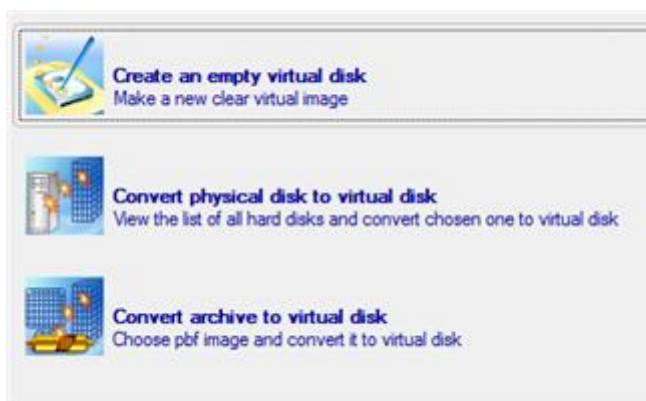 Create an empty virtual disk
Make a new clear virtual image
Convert physical disk to virtual disk
View the list of all hard disks and convert chosen one to virtual disk
Convert archive to virtual disk
Choose pbf image and convert it to virtual disk